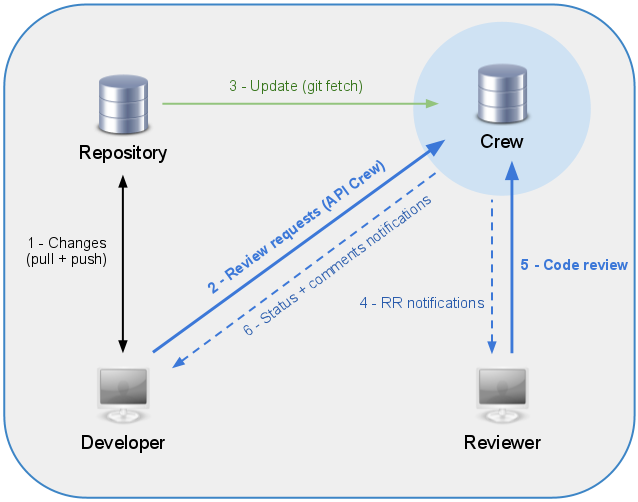 3 - Update (git fetch)
Crew
Repository
2 - Review requests (API Crew)
6 - Status + comments notifications
1 - Changes
(pull + push)
5 - Code review
4 - RR notifications
Developer
Reviewer